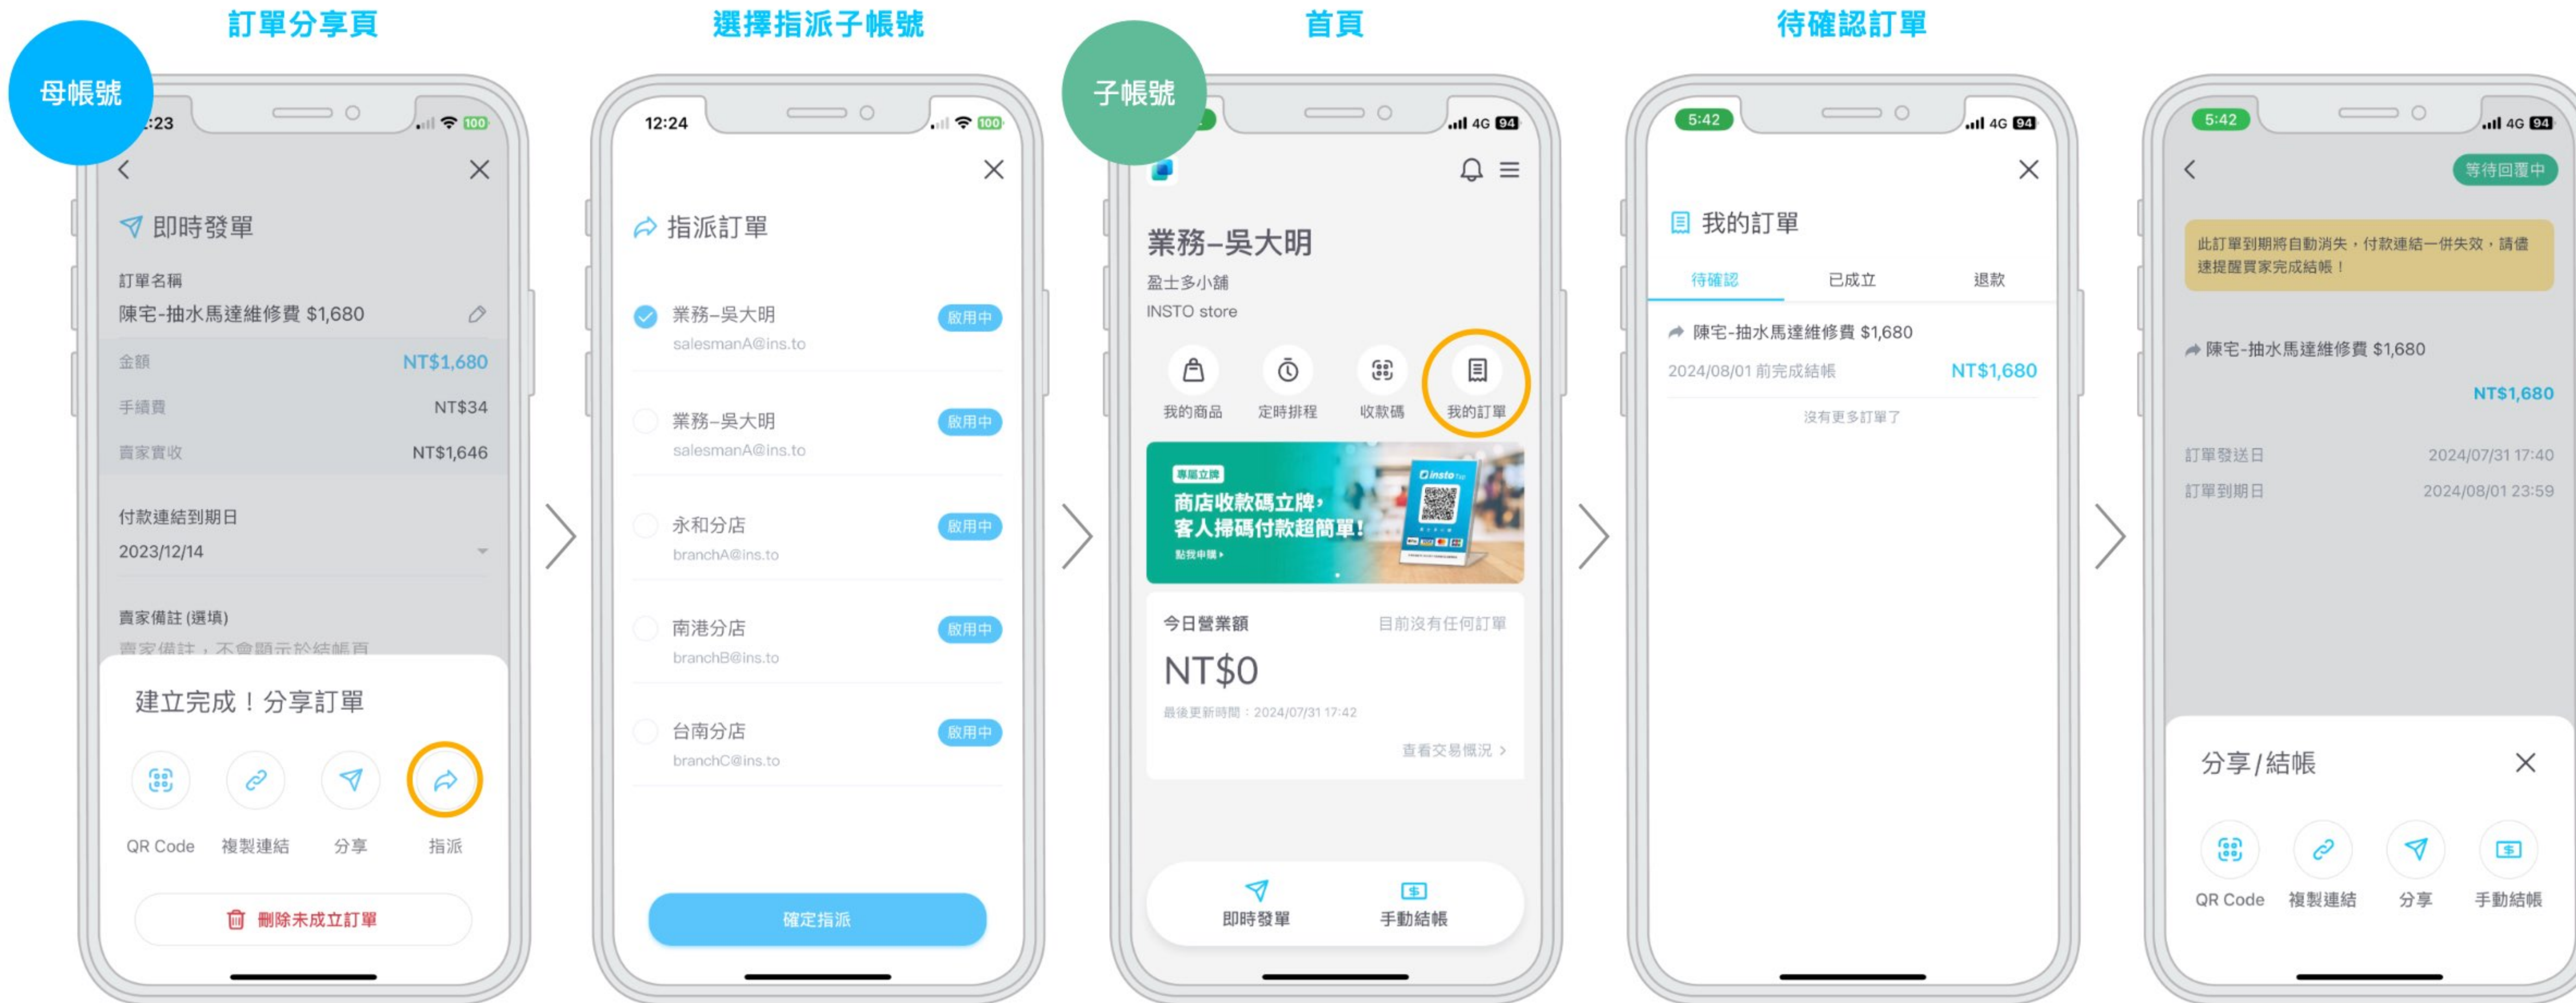 訂單分享頁
選擇指派子帳號
首頁
待確認訂單
母帳號
:23
100
即時發單
訂單名稱
陳宅-抽水馬達維修費 $1,680
金額
NT$1,680
手續費
NT$34
賣家實收
NT$1,646
付款連結到期日
2023/12/14
賣家備註 (選填)
賣家備註，不會顯示於結帳頁
建立完成！分享訂單
QR Code
複製連結
分享
指派
刪除未成立訂單
12:24
100
指派訂單
業務–吳大明
啟用中
salesmanA@ins.to
業務–吳大明
啟用中
salesmanA@ins.to
永和分店
啟用中
branchA@ins.to
南港分店
啟用中
branchB@ins.to
台南分店
啟用中
branchC@ins.to
確定指派
子帳號
4G 94
業務–吳大明
盈士多小舖
INSTO store
我的商品
定時排程
收款碼
我的訂單
專屬立牌
商店收款碼立牌，
客人掃碼付款超簡單!
點我申購
insto
今日營業額
目前沒有任何訂單
NT$0
最後更新時間：2024/07/31 17:42
查看交易概況
即時發單
手動結帳
5:42
4G 94
我的訂單
待確認
已成立
退款
陳宅-抽水馬達維修費 $1,680
2024/08/01 前完成結帳
NT$1,680
沒有更多訂單了
5:42
4G 94
等待回覆中
此訂單到期將自動消失，付款連結一併失效，請儘
速提醒買家完成結帳！
陳宅-抽水馬達維修費 $1,680
NT$1,680
訂單發送日
2024/07/31 17:40
訂單到期日
2024/08/01 23:59
分享/結帳
QR Code
複製連結
分享
手動結帳